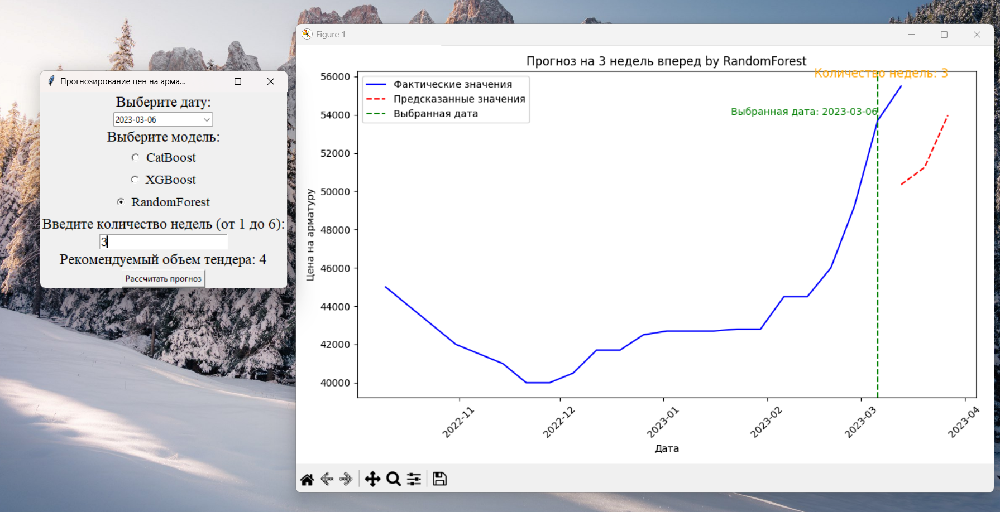 Прогнозирование цен на арма...
Выберите дату:
2023-03-06
Выберите модель:
CatBoost
XGBoost
RandomForest
Введите количество недель (от 1 до 6):
3
Рекомендуемый объем тендера: 4
Рассчитать прогноз
Figure 1
Прогноз на 3 недель вперед by RandomForest
Количество недель: 3
Фактические значения
Предсказанные значения
Выбранная дата
Выбранная дата: 2023-03-06
Цена на арматуру
56000
54000
52000
50000
48000
46000
44000
42000
40000
2022-11
2022-12
2023-01
2023-02
2023-03
2023-04
Дата